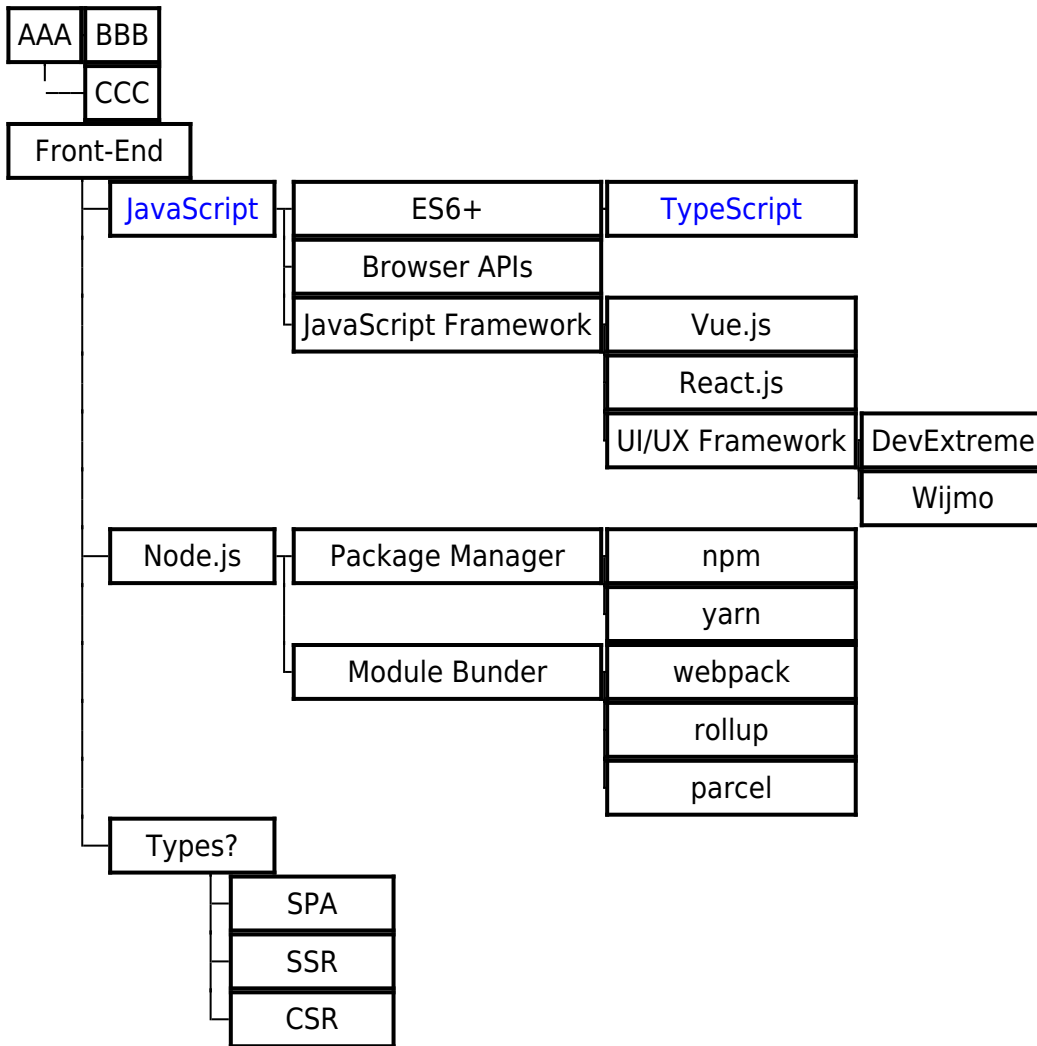 AAA BBB
CCC
Front-End
JavaScript ES6+ TypeScript
Browser APIs
JavaScript Framework Vue.js
React.js
UI/UX Framework DevExtreme
Wijmo
Node.js Package Manager npm
yarn
Module Bunder webpack
rollup
parcel
Types?
SPA
SSR
CSR